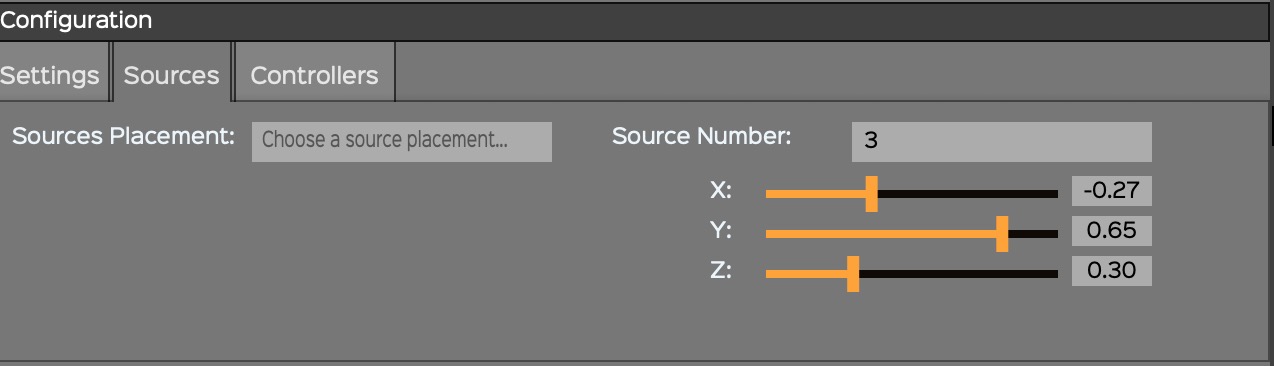 Configuration
Settings Sources Controllers
Sources Placement: Choose a source placement... Source Number: 3
X: -0.27
Y: 0.65
Z: 0.30